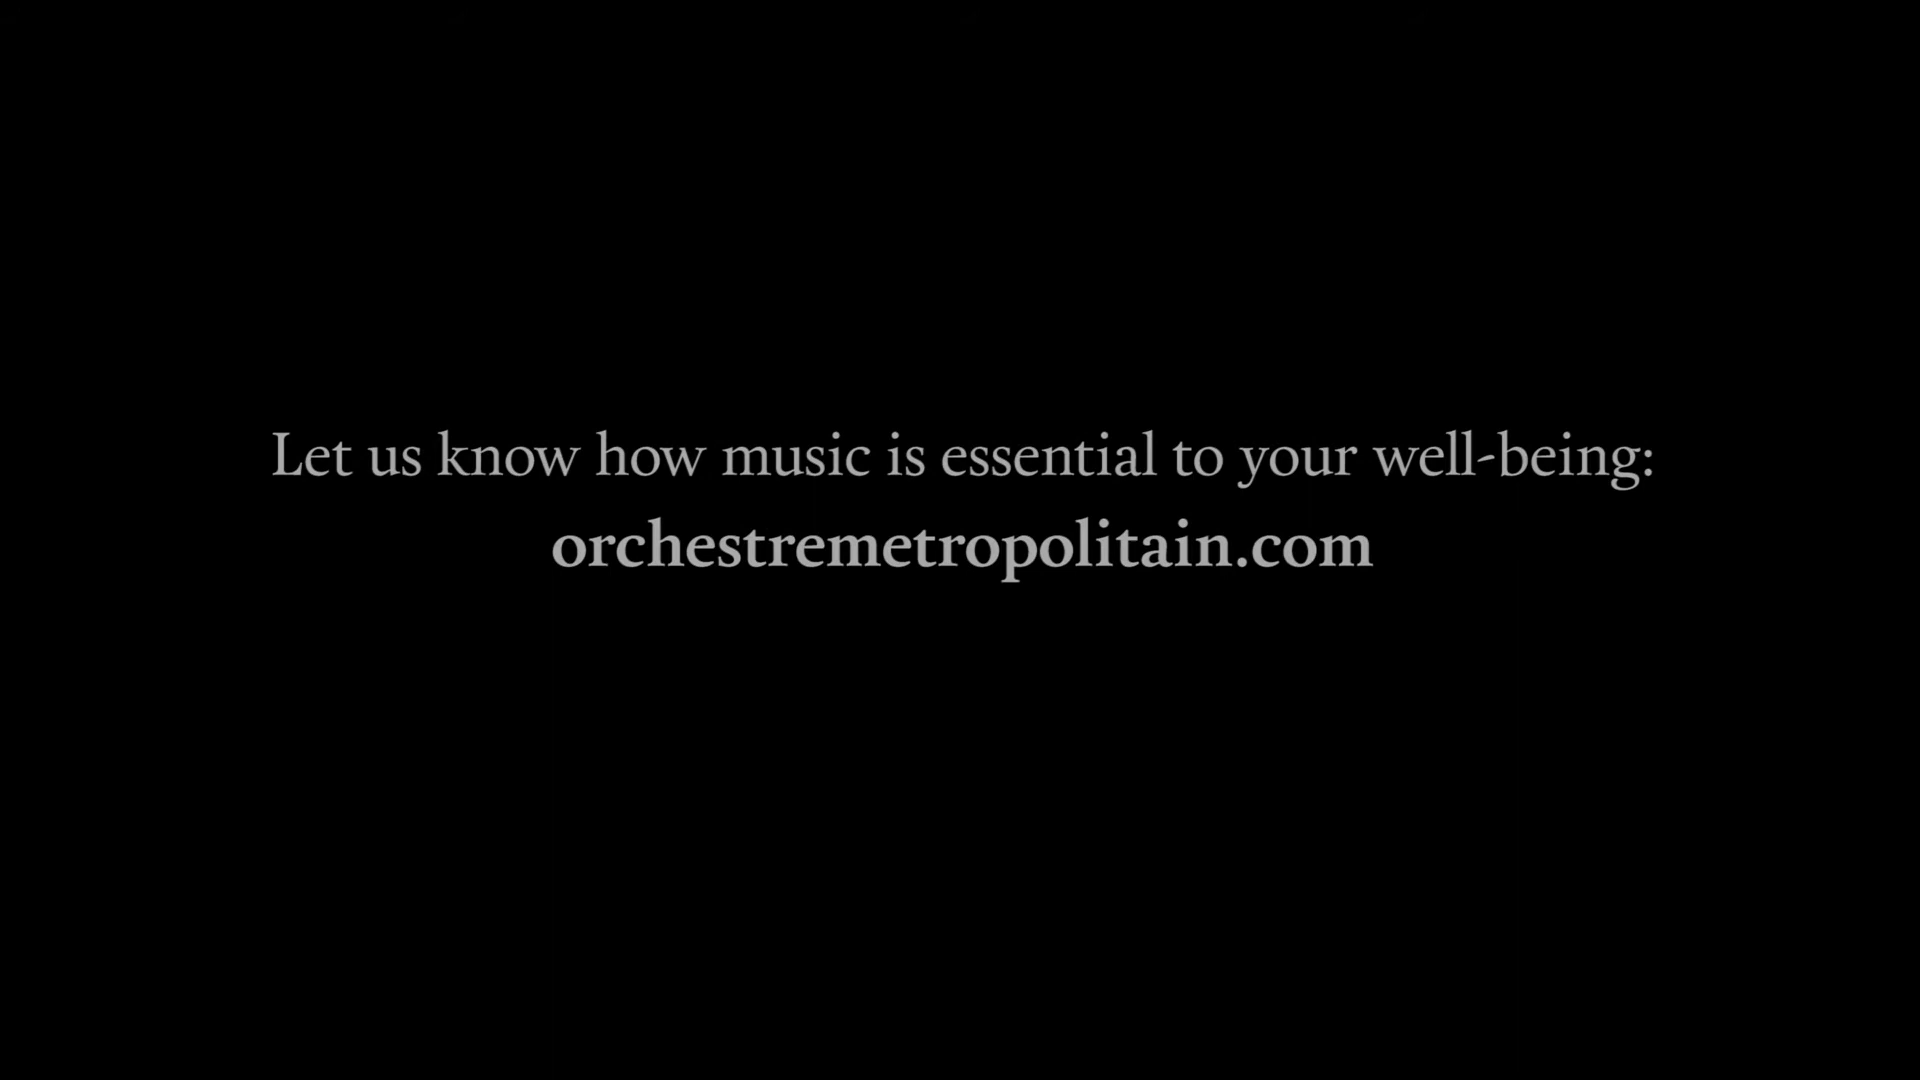 Let us know how music is essential to your well-being:
orchestremetropolitain.com